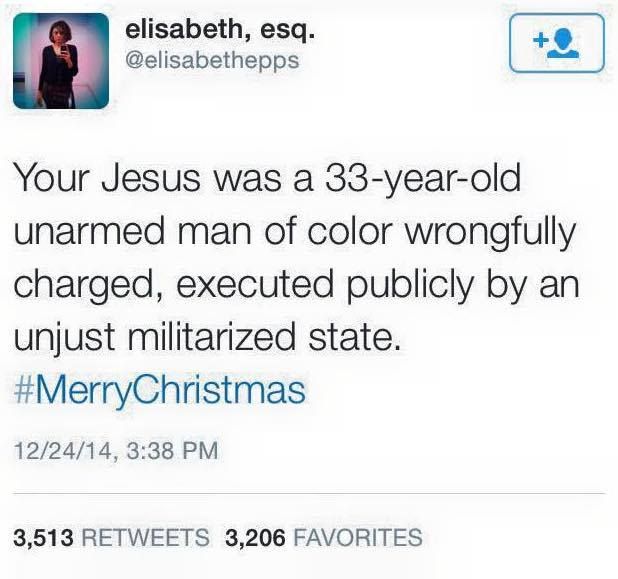 elisabeth, esq.
@elisabethepps
Your Jesus was a 33-year-old
unarmed man of color wrongfully
charged, executed publicly by an
unjust militarized state.
#MerryChristmas
12/24/14, 3:38 PM
3,513 RETWEETS 3,206 FAVORITES